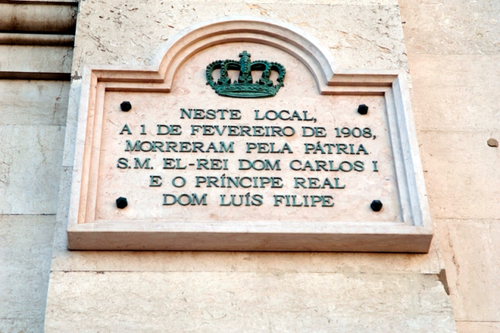 NESTE LOCAL,
A 1 DE FEVEREIRO DE 1908,
MORRERAM PELA PÁTRIA
S.M. EL-REI DOM CARLOS I
E O PRÍNCIPE REAL
DOM LUÍS FILIPE